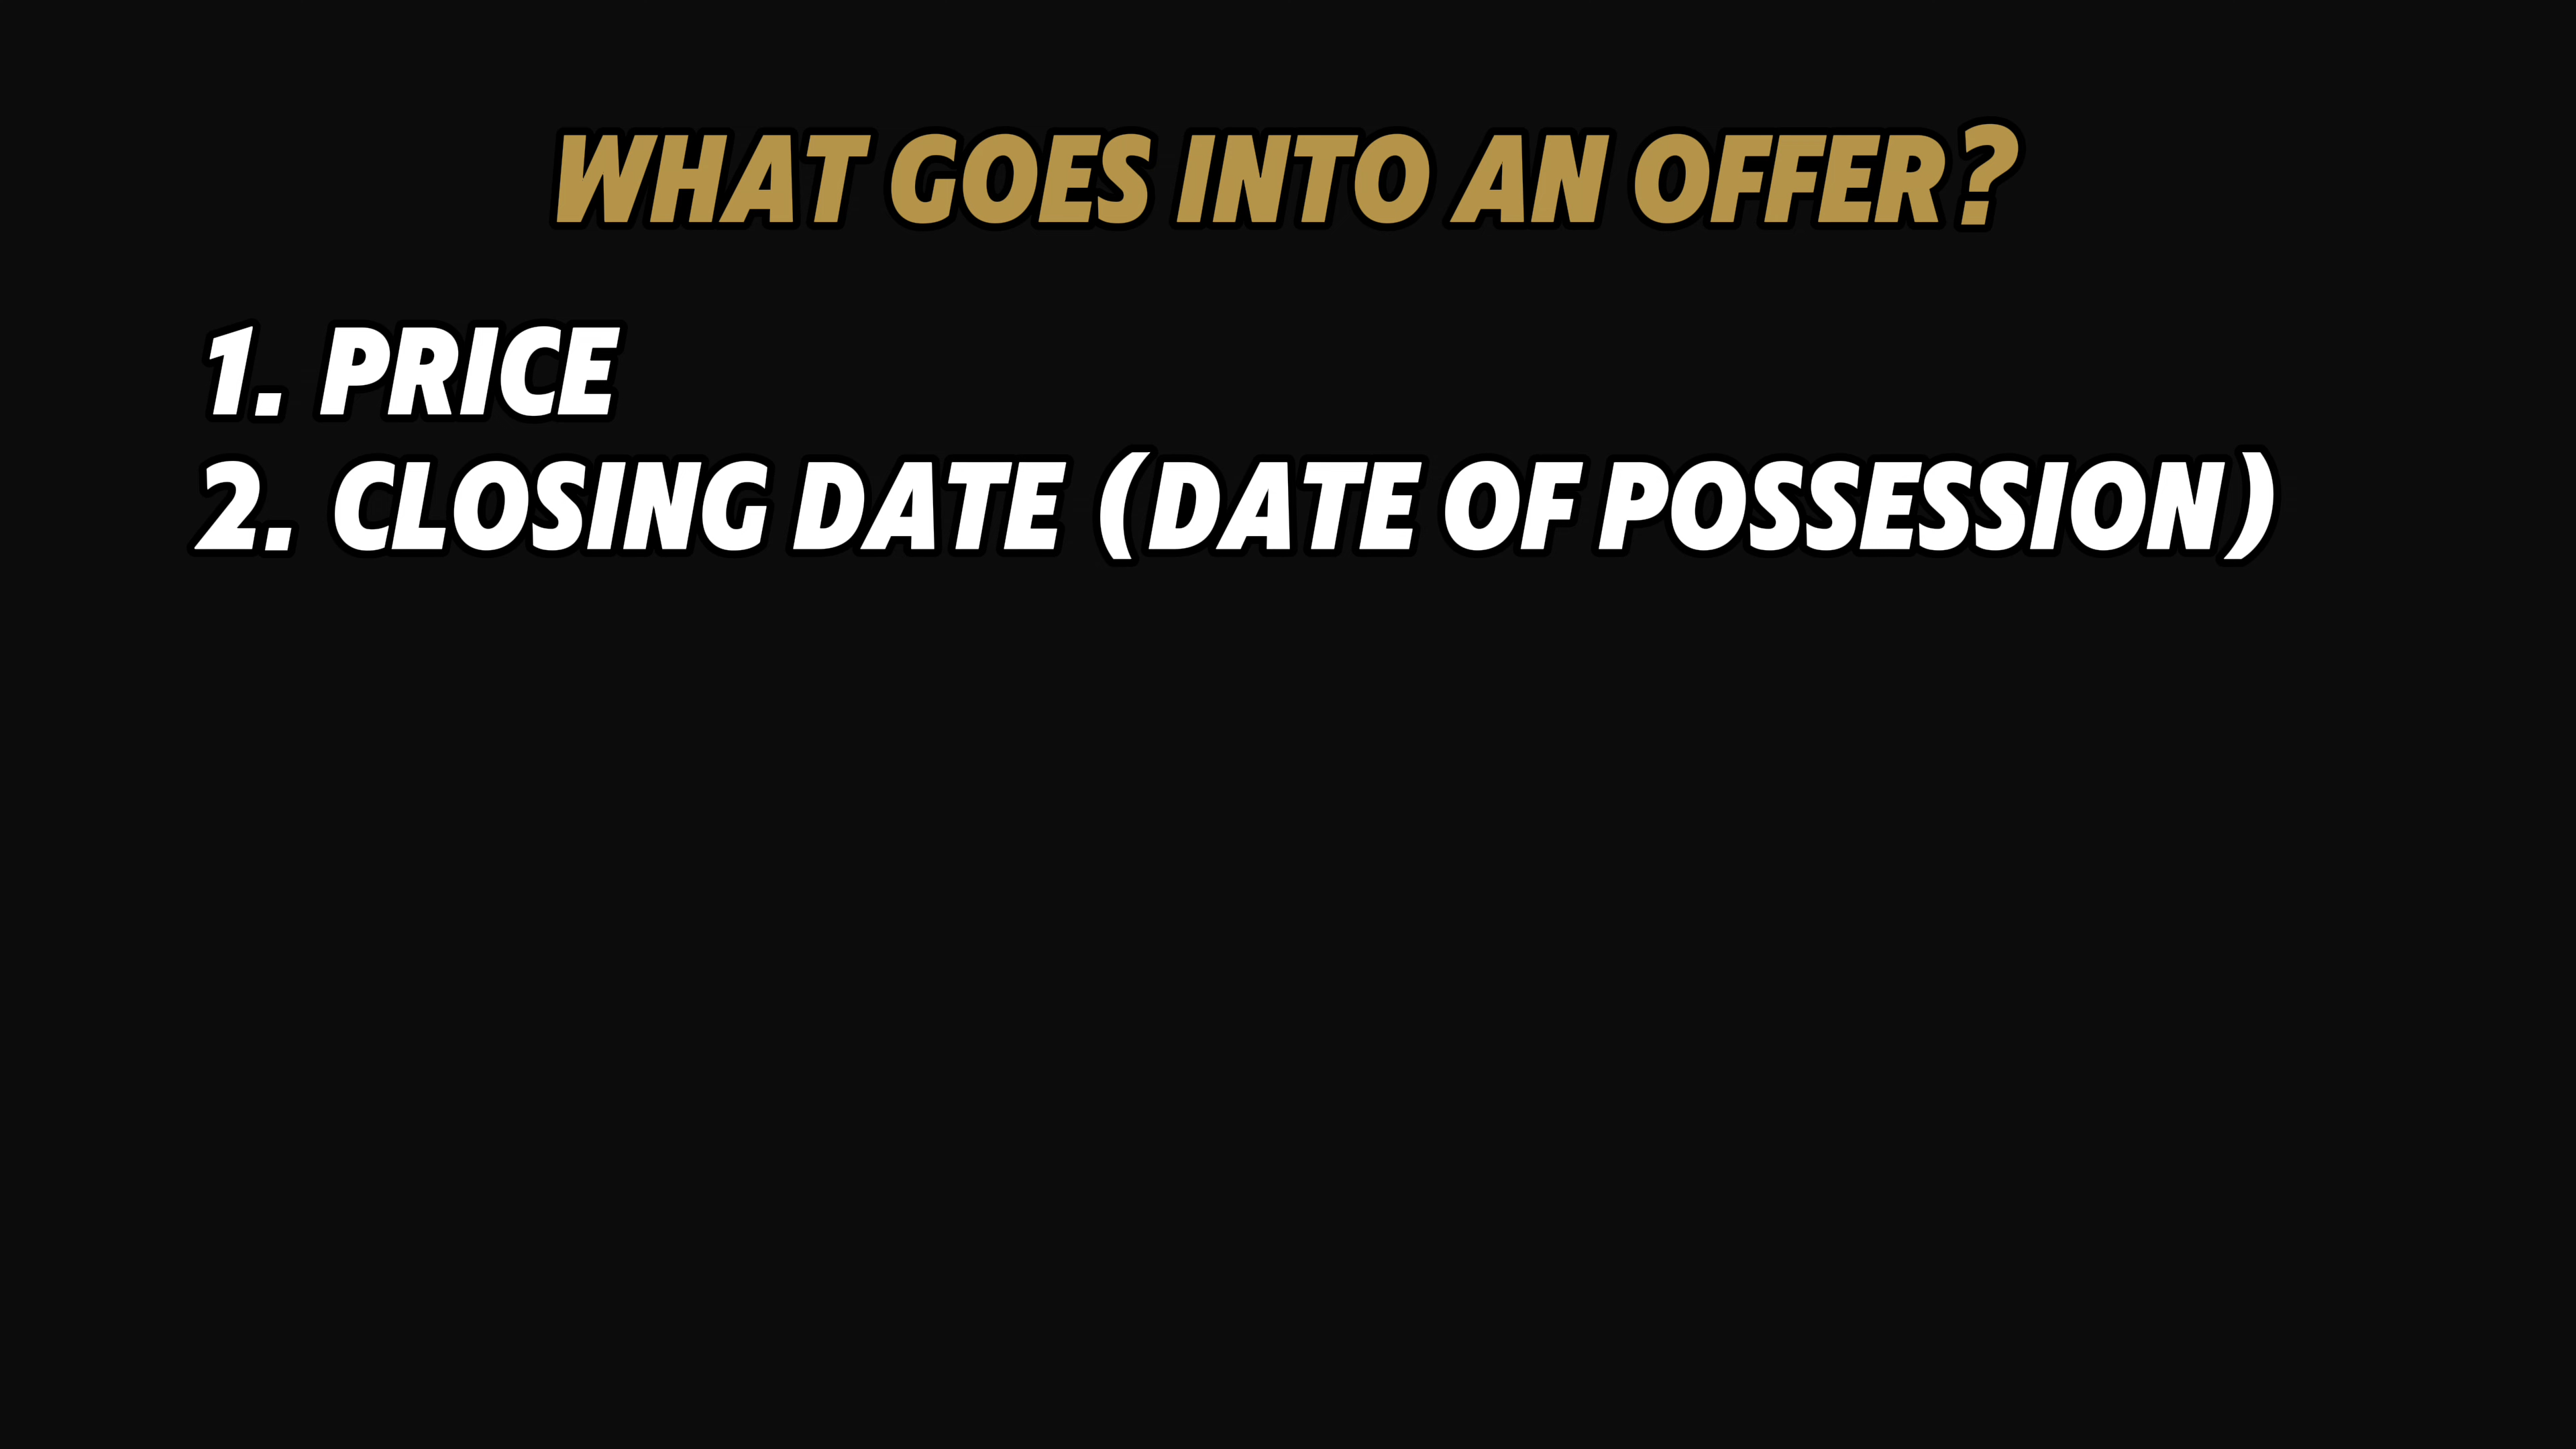 WHAT GOES INTO AN OFFER?
1. PRICE
2. CLOSING DATE (DATE OF POSSESSION)